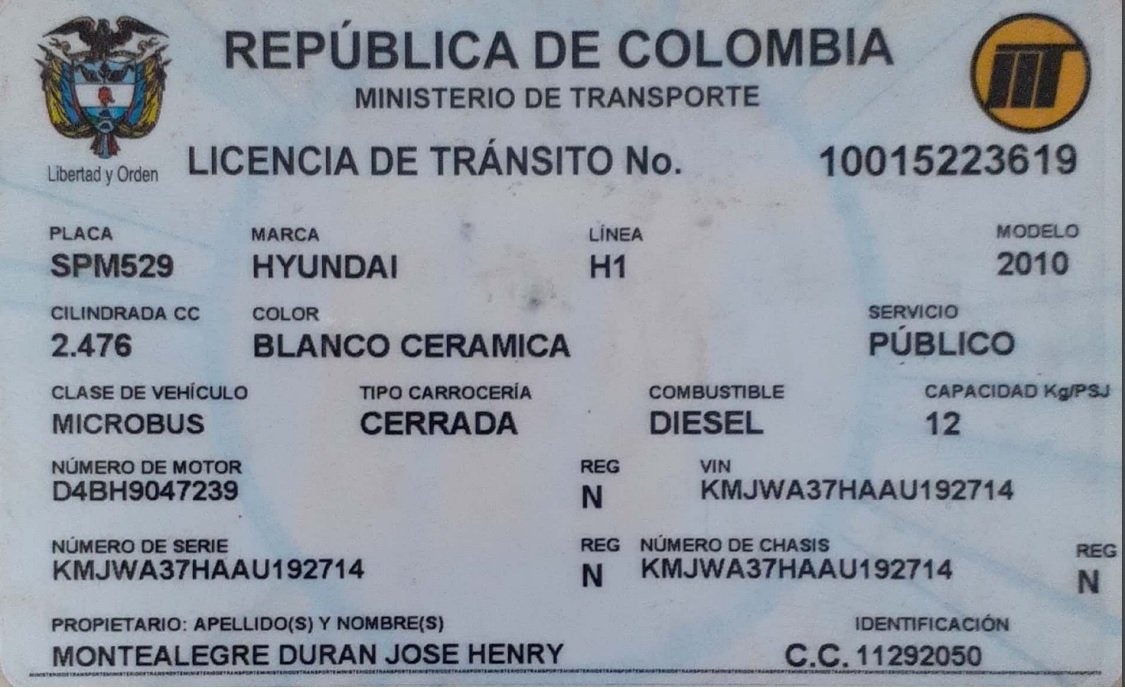 REPÚBLICA DE COLOMBIA
MINISTERIO DE TRANSPORTE
Libertad y Orden
LICENCIA DE TRÁNSITO No. 10015223619
PLACA MARCA LÍNEA MODELO
SPM529 HYUNDAI H1 2010
CILINDRADA CC COLOR SERVICIO
2.476 BLANCO CERAMICA PÚBLICO
CLASE DE VEHÍCULO TIPO CARROCERÍA COMBUSTIBLE CAPACIDAD Kg/PSJ
MICROBUS CERRADA DIESEL 12
NÚMERO DE MOTOR REG VIN
D4BH9047239 N KMJWA37HAAU192714
NÚMERO DE SERIE REG NÚMERO DE CHASIS REG
KMJWA37HAAU192714 N KMJWA37HAAU192714 N
PROPIETARIO: APELLIDO(S) Y NOMBRE(S) IDENTIFICACIÓN
MONTEALEGRE DURAN JOSE HENRY C.C. 11292050